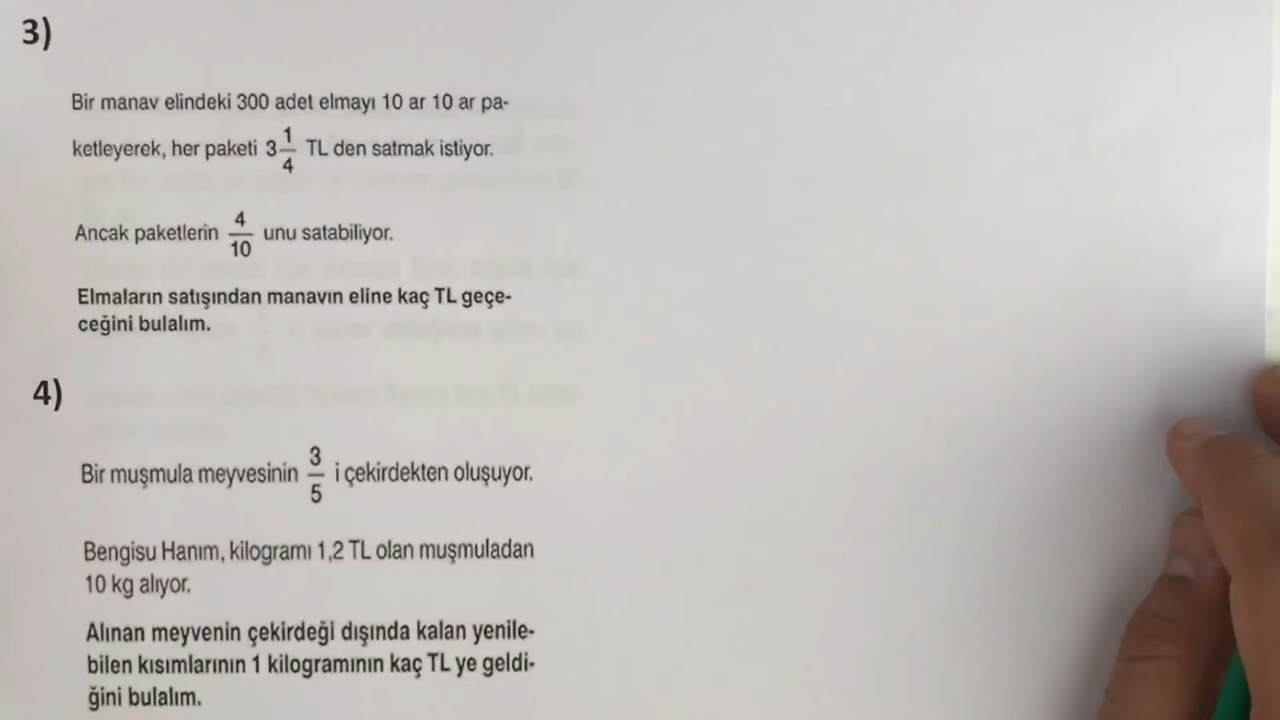 3)
Bir manav elindeki 300 adet elmayı 10 ar 10 ar pa-
ketleyerek, her paketi 3 1/4 TL den satmak istiyor.
Ancak paketlerin 4/10 unu satabiliyor.
Elmaların satışından manavın eline kaç TL geçe-
ceğini bulalım.
4)
Bir muşmula meyvesinin 3/5 i çekirdekten oluşuyor.
Bengisu Hanım, kilogramı 1,2 TL olan muşmuladan
10 kg alıyor.
Alınan meyvenin çekirdeği dışında kalan yenile-
bilen kısımlarının 1 kilogramının kaç TL ye geldi-
ğini bulalım.